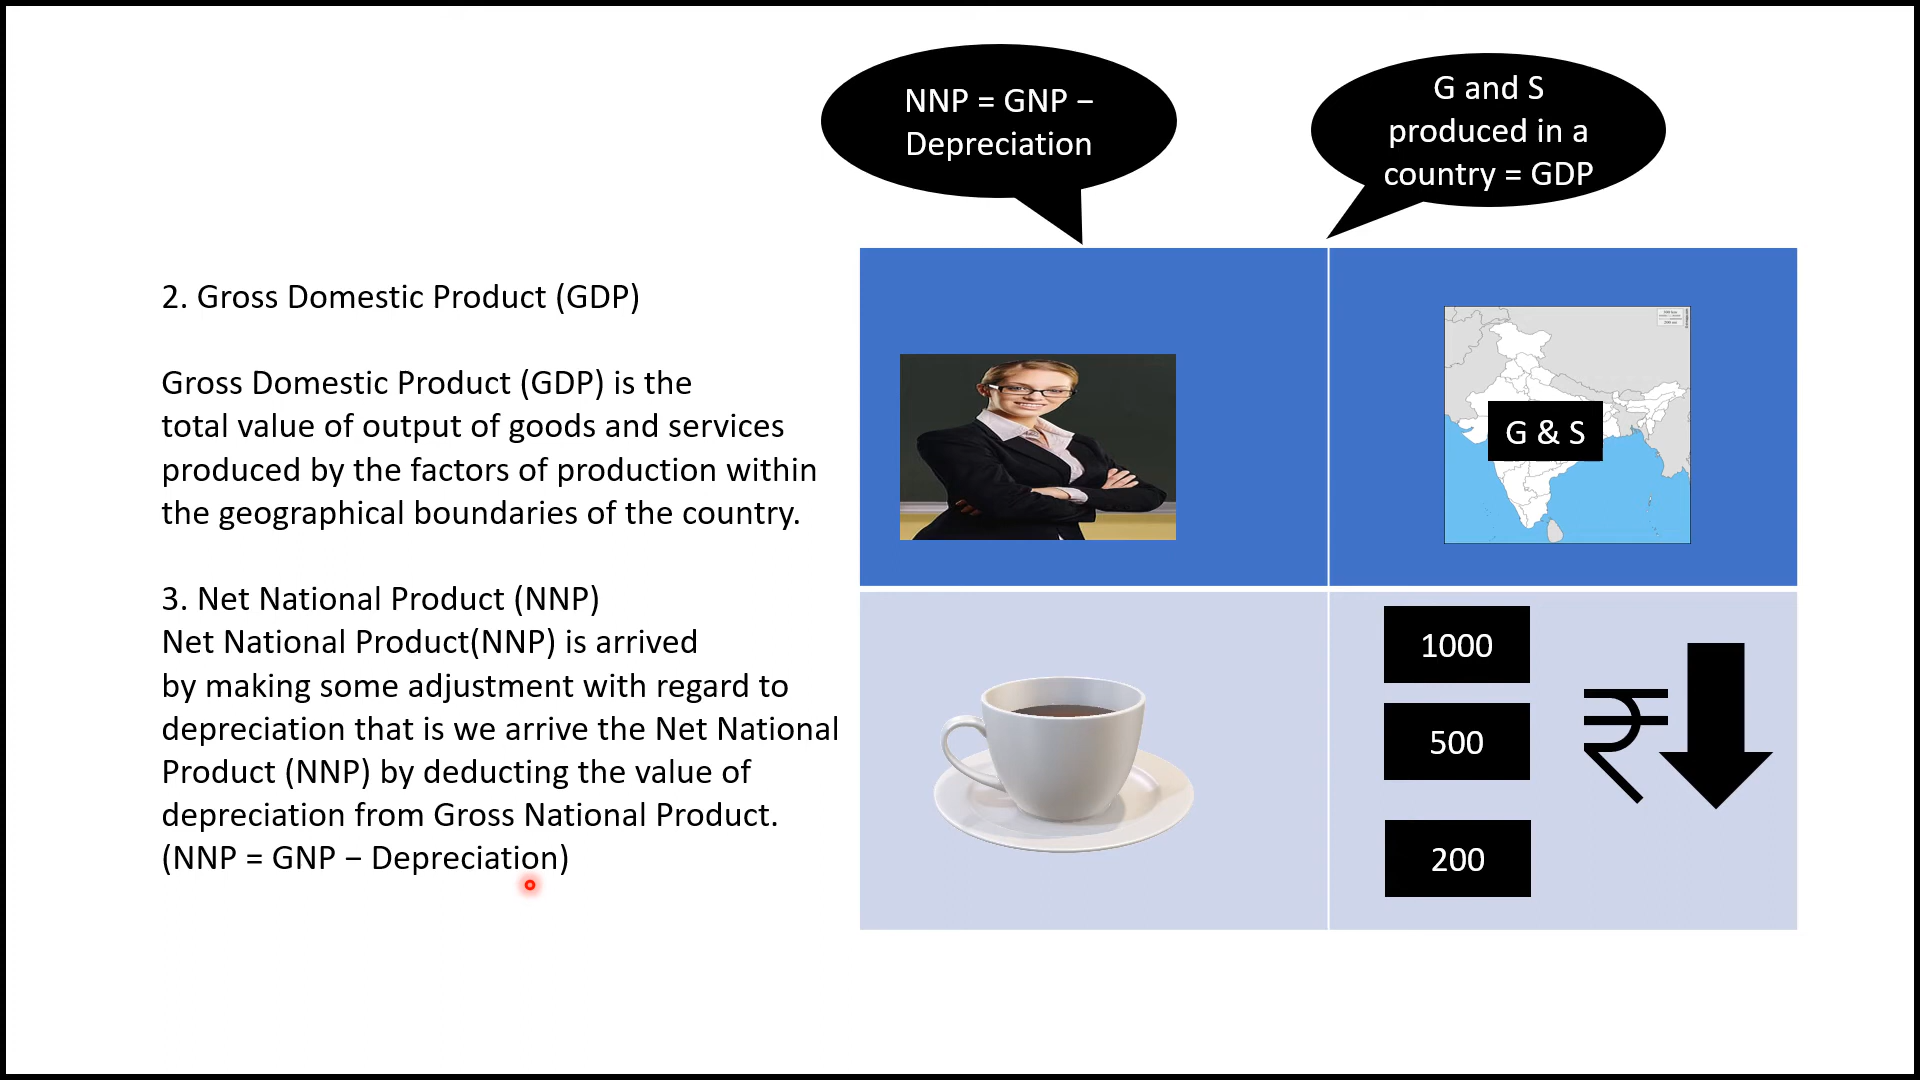 NNP = GNP –
Depreciation
G and S
produced in a
country = GDP
2. Gross Domestic Product (GDP)
Gross Domestic Product (GDP) is the
total value of output of goods and services
produced by the factors of production within
the geographical boundaries of the country.
3. Net National Product (NNP)
Net National Product(NNP) is arrived
by making some adjustment with regard to
depreciation that is we arrive the Net National
Product (NNP) by deducting the value of
depreciation from Gross National Product.
(NNP = GNP – Depreciation)
G & S
1000
500
200
₹